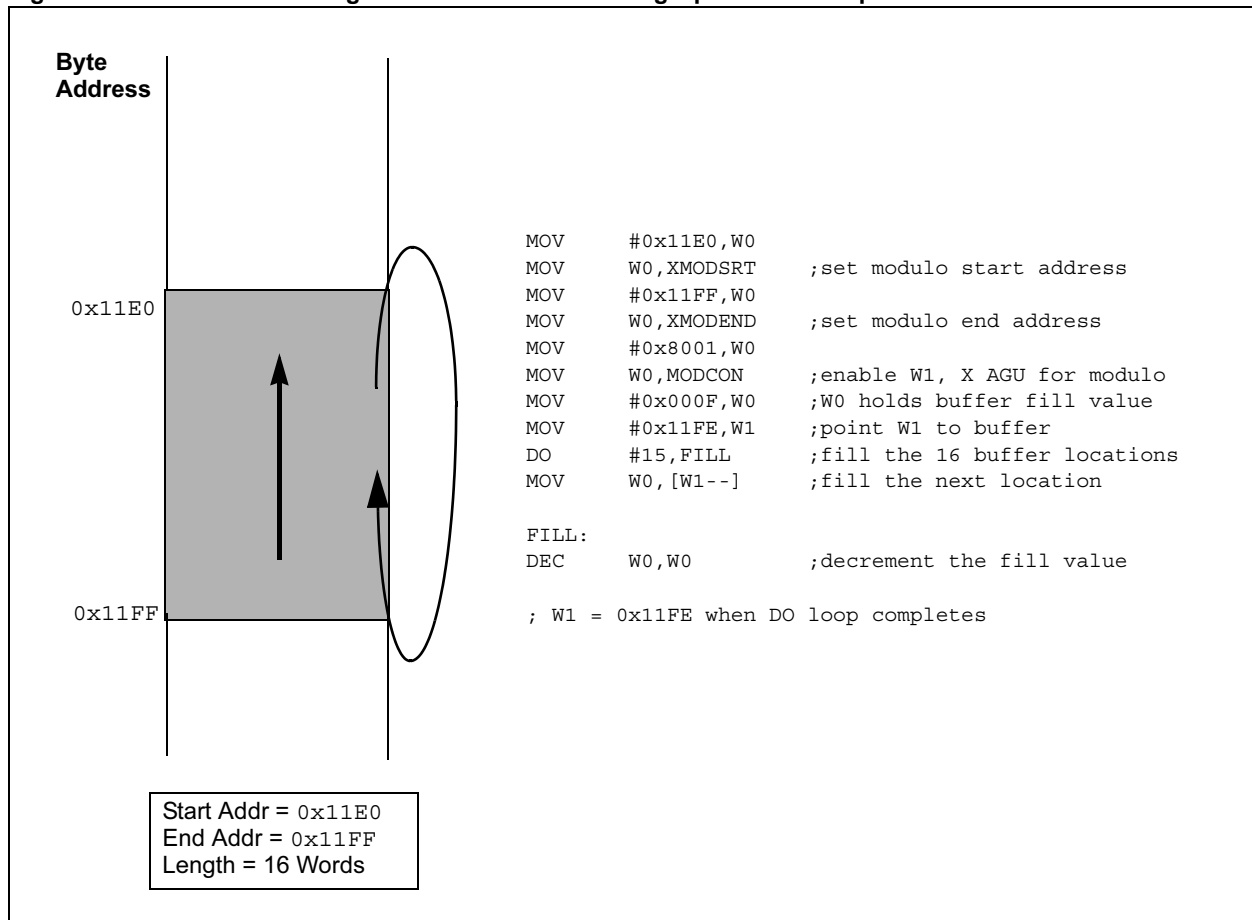 Byte
Address
0x11E0
0x11FF
MOV #0x11E0,W0
MOV W0,XMODSRT ;set modulo start address
MOV #0x11FF,W0
MOV W0,XMODEND ;set modulo end address
MOV #0x8001,W0
MOV W0,MODCON ;enable W1, X AGU for modulo
MOV #0x000F,W0 ;W0 holds buffer fill value
MOV #0x11FE,W1 ;point W1 to buffer
DO #15,FILL ;fill the 16 buffer locations
MOV W0,[W1--] ;fill the next location
FILL:
DEC W0,W0 ;decrement the fill value
; W1 = 0x11FE when DO loop completes
Start Addr = 0x11E0
End Addr = 0x11FF
Length = 16 Words